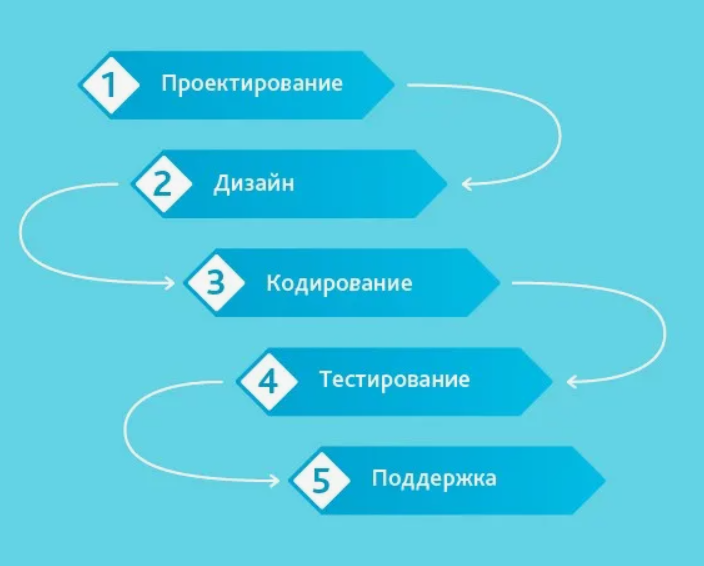 1 Проектирование
2 Дизайн
3 Кодирование
4 Тестирование
5 Поддержка